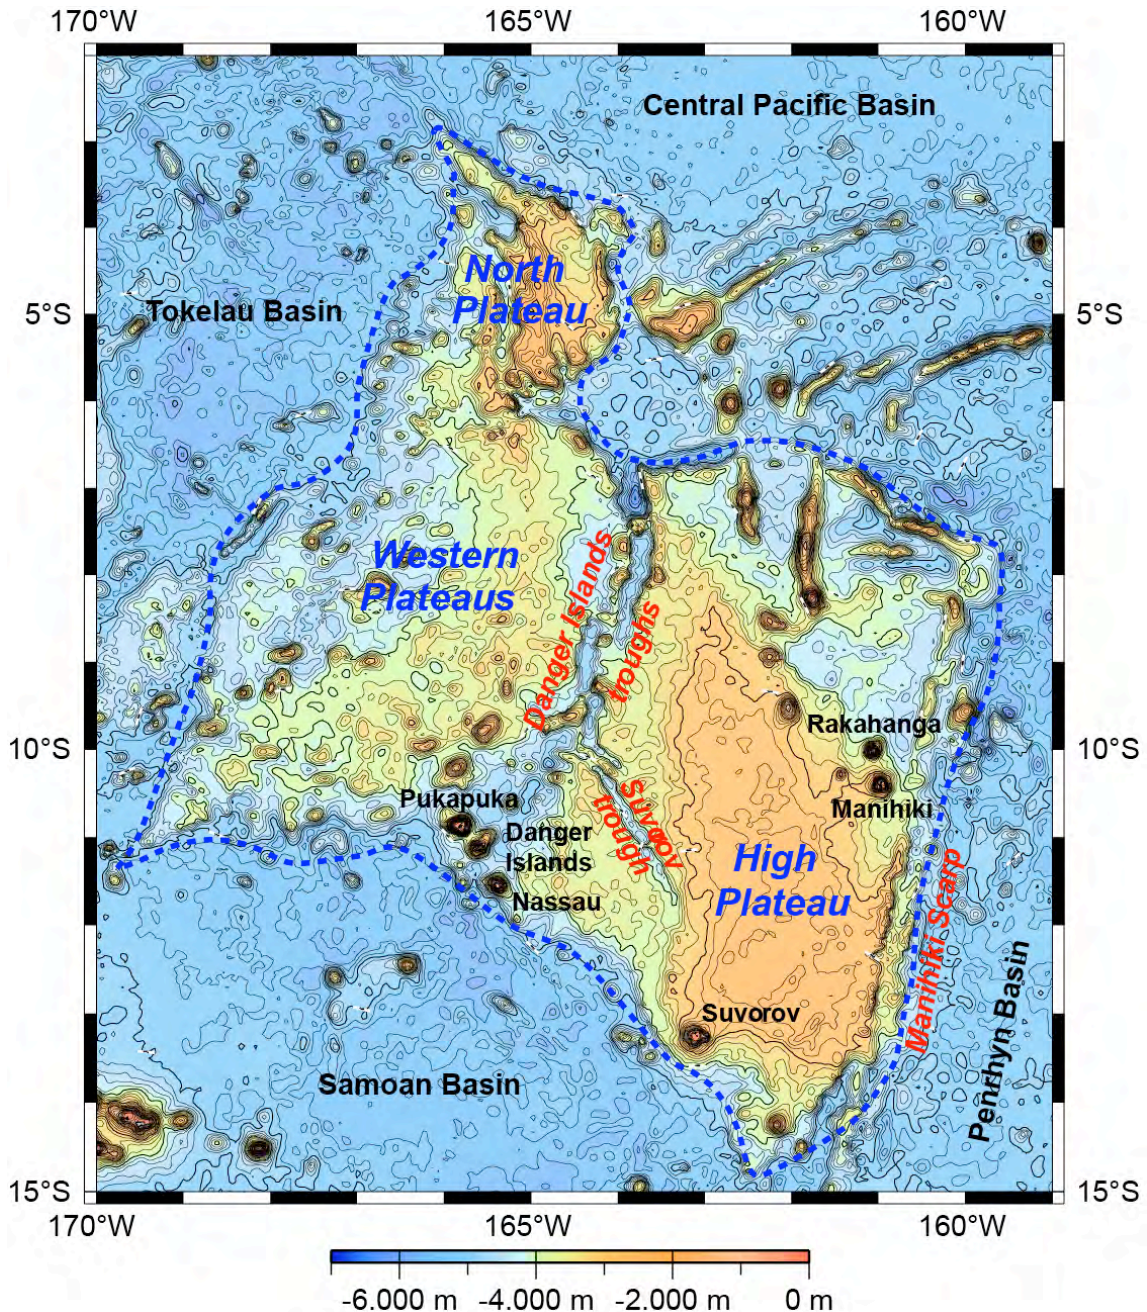 170°W 165°W 160°W
Central Pacific Basin
North
Plateau
Tokelau Basin
5°S 5°S
Western
Plateaus
Danger Islands
troughs
Rakahanga
10°S 10°S
Manihiki
Pukapuka
Danger
Islands
Nassau
Suvorov
trough
High
Plateau
Manihiki Scarp
Penrhyn Basin
Suvorov
Samoan Basin
15°S 15°S
170°W 165°W 160°W
-6.000 m -4.000 m -2.000 m 0 m